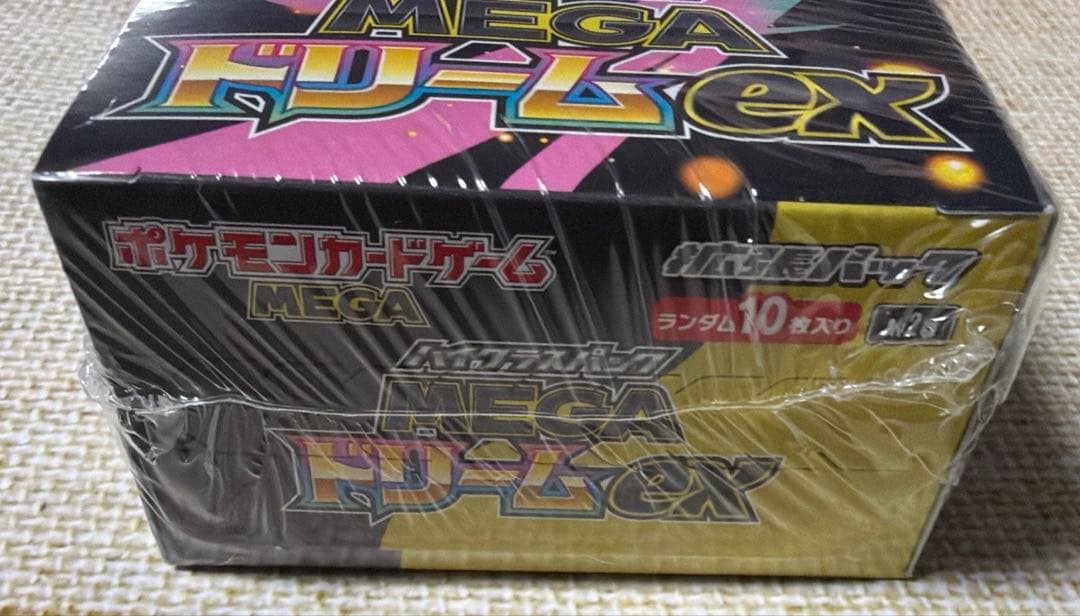 MEGA
ドリームex
ポケモンカードゲーム
MEGA
拡張パック
ランダム10枚入り
M2a
ハイクラスパック
MEGA
ドリームex